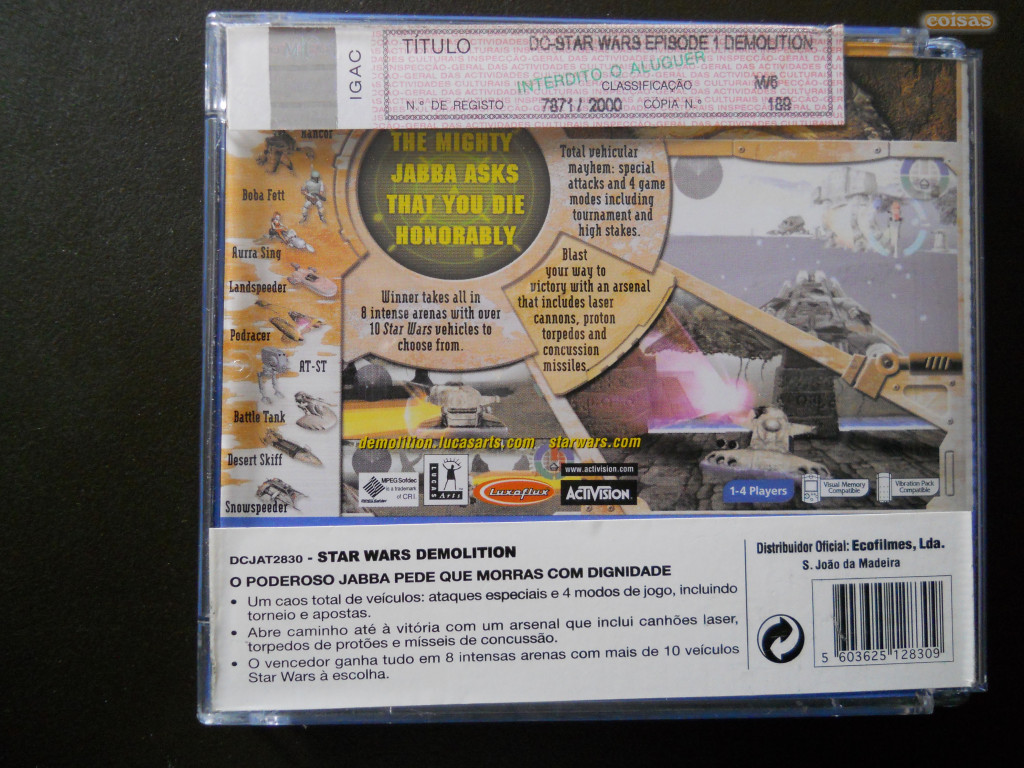 coisas
IGAC
TÍTULO DC-STAR WARS EPISODE 1 DEMOLITION
INTERDITO O ALUGUER
CLASSIFICAÇÃO M/6
N.º DE REGISTO 7871/2000 CÓPIA N.º 189
Rancor
Boba Fett
Aurra Sing
Landspeeder
Podracer
AT-ST
Battle Tank
Desert Skiff
Snowspeeder
THE MIGHTY
JABBA ASKS
THAT YOU DIE
HONORABLY
Total vehicular
mayhem: special
attacks and 4 game
modes including
tournament and
high stakes.
Winner takes all in
8 intense arenas with over
10 Star Wars vehicles to
choose from.
Blast
your way to
victory with an arsenal
that includes laser
cannons, proton
torpedos and
concussion
missiles.
demolition.lucasarts.com starwars.com
MPEG Sofdec
is a trademark
of C.R.I.
LUCAS
Arts
Luxoflux
www.activision.com
ACTIVISION.
1-4 Players
Visual Memory
Compatible
Vibration Pack
Compatible
DCJAT2830 - STAR WARS DEMOLITION
O PODEROSO JABBA PEDE QUE MORRAS COM DIGNIDADE
• Um caos total de veículos: ataques especiais e 4 modos de jogo, incluindo
torneio e apostas.
• Abre caminho até à vitória com um arsenal que inclui canhões laser,
torpedos de protões e mísseis de concussão.
• O vencedor ganha tudo em 8 intensas arenas com mais de 10 veículos
Star Wars à escolha.
Distribuidor Oficial: Ecofilmes, Lda.
S. João da Madeira
5 603625 128309